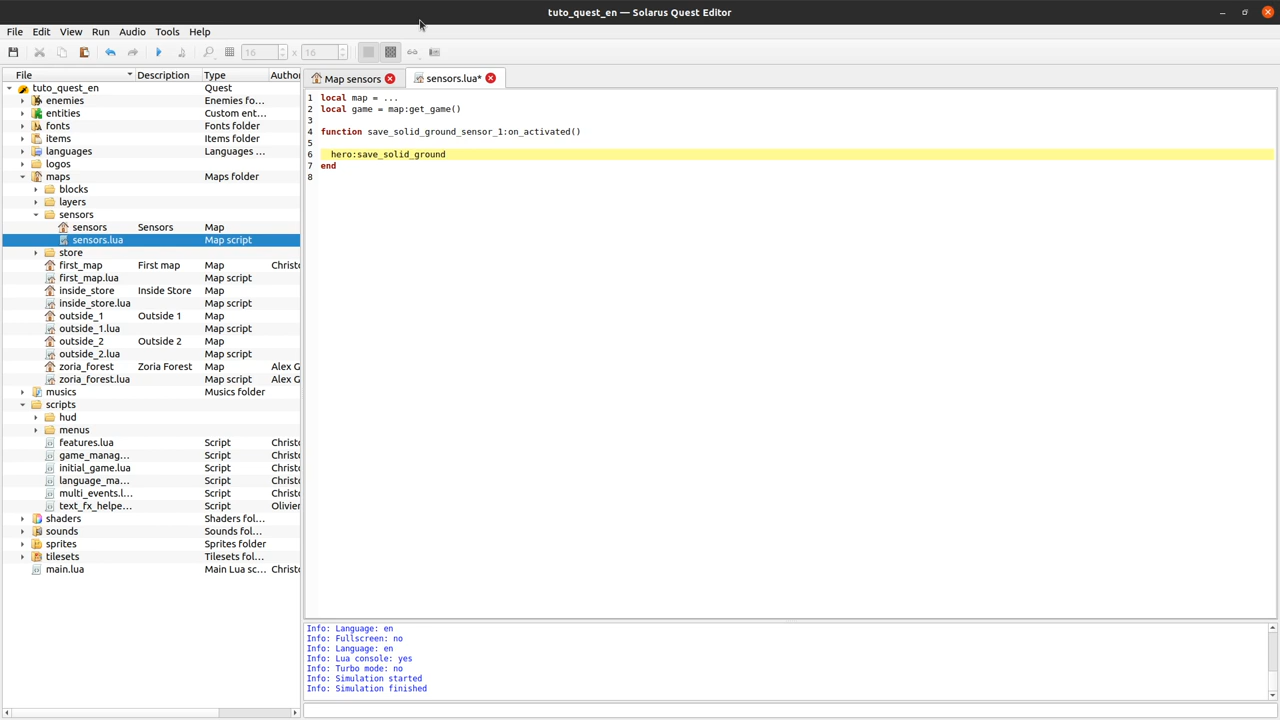 tuto_quest_en — Solarus Quest Editor
File Edit View Run Audio Tools Help
16 x 16
File Description Type Autho
Map sensors
sensors.lua*
tuto_quest_en Quest
enemies Enemies fo...
entities Custom ent...
fonts Fonts folder
items Items folder
languages Languages ...
logos
maps Maps folder
blocks
layers
sensors
sensors Sensors Map
sensors.lua Map script
store
first_map First map Map Christo
first_map.lua Map script
inside_store Inside Store Map
inside_store.lua Map script
outside_1 Outside 1 Map
outside_1.lua Map script
outside_2 Outside 2 Map
outside_2.lua Map script
zoria_forest Zoria Forest Map Alex G
zoria_forest.lua Map script Alex G
musics Musics folder
scripts Scripts folder
hud
menus
features.lua Script Christo
game_manag... Script Christo
initial_game.lua Script Christo
language_ma... Script Christo
multi_events.l... Script Christo
text_fx_helpe... Script Olivier
shaders Shaders fol...
sounds Sounds fol...
sprites Sprites folder
tilesets Tilesets fol...
main.lua Main Lua sc... Christo
1 local map = ...
2 local game = map:get_game()
3
4 function save_solid_ground_sensor_1:on_activated()
5
6 hero:save_solid_ground
7 end
8
Info: Language: en
Info: Fullscreen: no
Info: Language: en
Info: Lua console: yes
Info: Turbo mode: no
Info: Simulation started
Info: Simulation finished